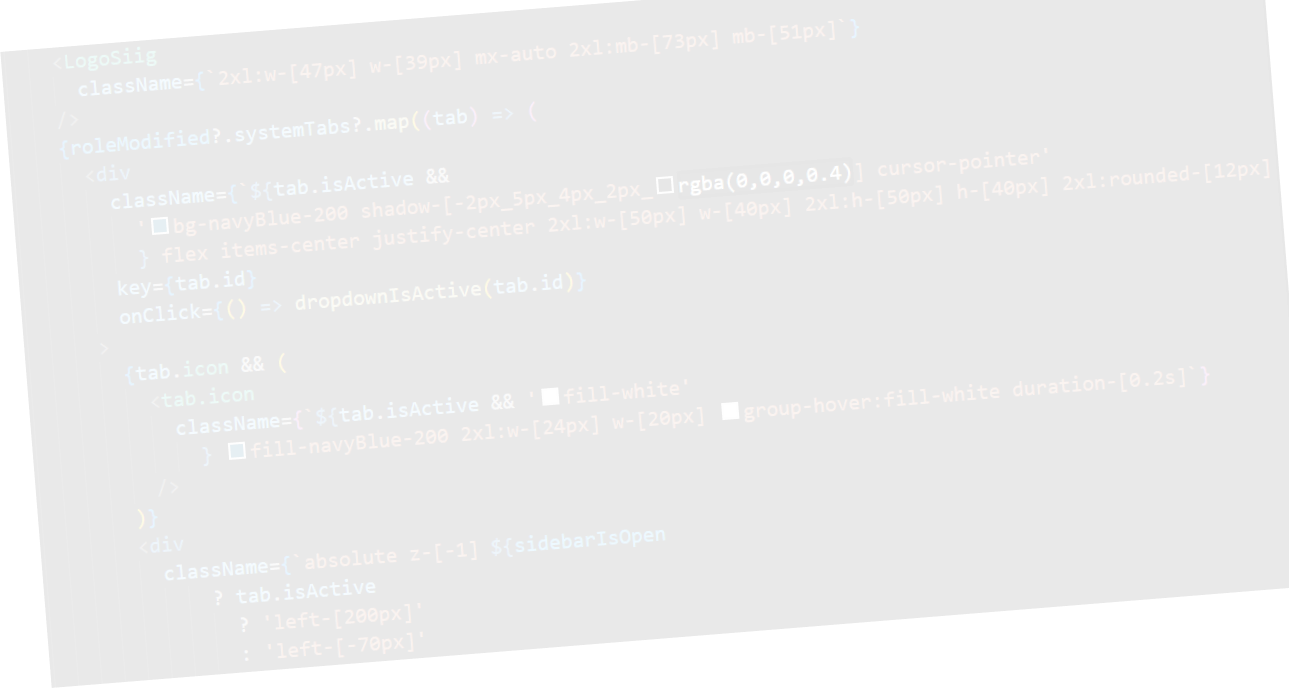 <LogoSiig
className={`2xl:w-[47px] w-[39px] mx-auto 2xl:mb-[73px] mb-[51px]`}
/>
{roleModified?.systemTabs?.map((tab) => (
<div
className={`${tab.isActive &&
'bg-navyBlue-200 shadow-[-2px_5px_4px_2px_rgba(0,0,0,0.4)] cursor-pointer'
} flex items-center justify-center 2xl:w-[50px] w-[40px] 2xl:h-[50px] h-[40px] 2xl:rounded-[12px]
key={tab.id}
onClick={() => dropdownIsActive(tab.id)}
>
{tab.icon && (
<tab.icon
className={`${tab.isActive && 'fill-white'
} fill-navyBlue-200 2xl:w-[24px] w-[20px] group-hover:fill-white duration-[0.2s]`}
/>
)}
<div
className={`absolute z-[-1] ${sidebarIsOpen
? tab.isActive
? 'left-[200px]'
: 'left-[-70px]'